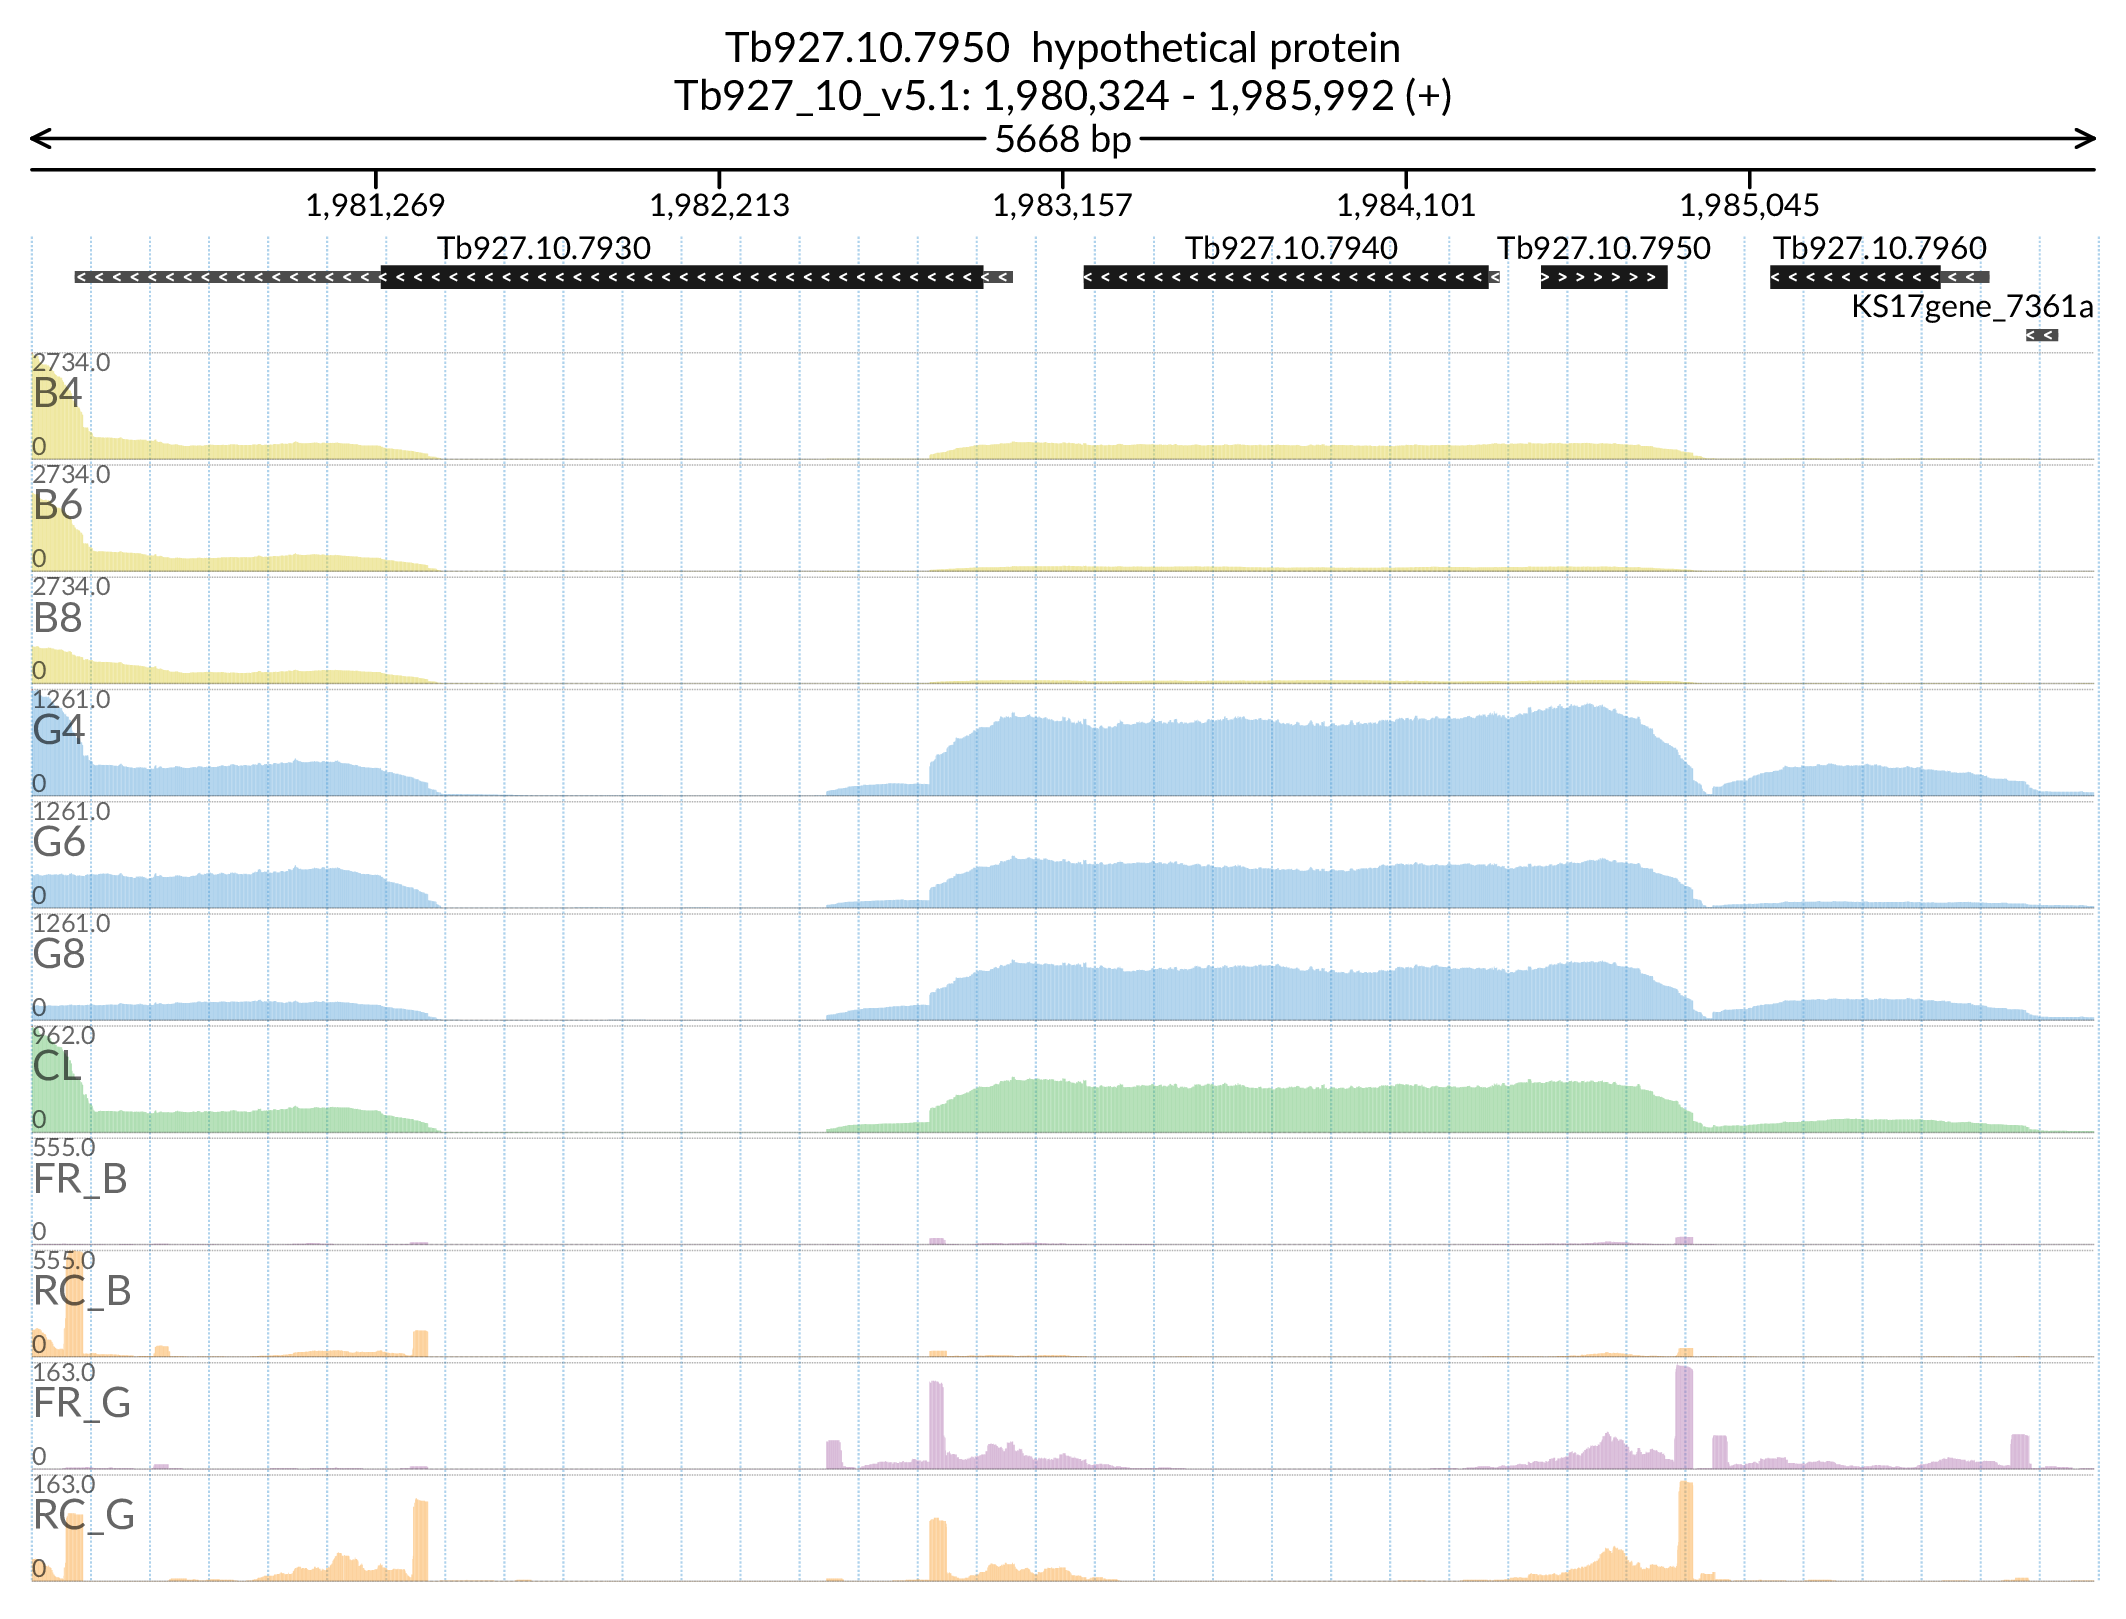 Tb927.10.7950  hypothetical protein
Tb927_10_v5.1: 1,980,324 - 1,985,992 (+)
5668 bp
1,981,269 1,982,213 1,983,157 1,984,101 1,985,045
Tb927.10.7930 Tb927.10.7940 Tb927.10.7950 Tb927.10.7960
KS17gene_7361a
2734.0
B4
0
2734.0
B6
0
2734.0
B8
0
1261.0
G4
0
1261.0
G6
0
1261.0
G8
0
962.0
CL
0
555.0
FR_B
0
555.0
RC_B
0
163.0
FR_G
0
163.0
RC_G
0